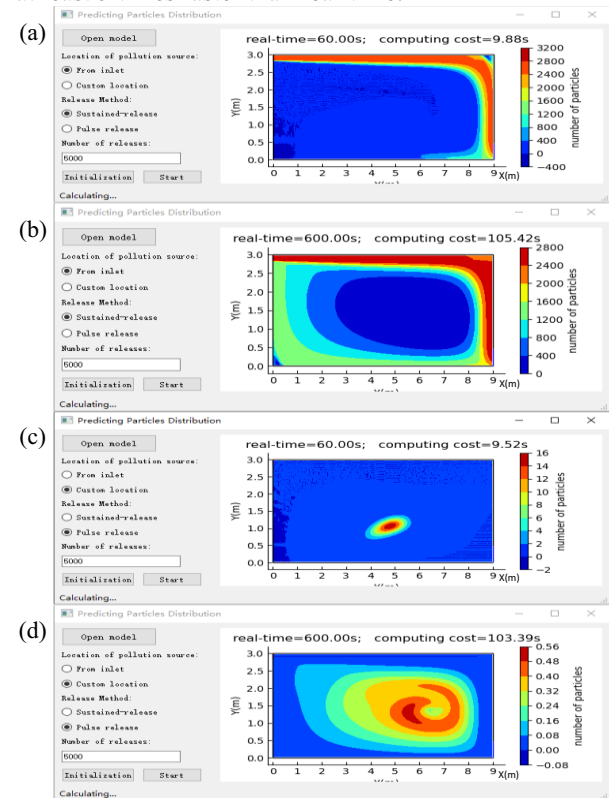 (a)
Predicting Particles Distribution
Open model
Location of pollution source:
From inlet
Custom location
Release Method:
Sustained-release
Pulse release
Number of releases:
5000
Initialization Start
Calculating...
real-time=60.00s; computing cost=9.88s
Y(m)
3.0
2.5
2.0
1.5
1.0
0.5
0.0
0 1 2 3 4 5 6 7 8 9 X(m)
3200
2800
2400
2000
1600
1200
800
400
0
−400
number of particles
(b)
Predicting Particles Distribution
Open model
Location of pollution source:
From inlet
Custom location
Release Method:
Sustained-release
Pulse release
Number of releases:
5000
Initialization Start
Calculating...
real-time=600.00s; computing cost=105.42s
Y(m)
3.0
2.5
2.0
1.5
1.0
0.5
0.0
0 1 2 3 4 5 6 7 8 9 X(m)
2800
2400
2000
1600
1200
800
400
0
number of particles
(c)
Predicting Particles Distribution
Open model
Location of pollution source:
From inlet
Custom location
Release Method:
Sustained-release
Pulse release
Number of releases:
5000
Initialization Start
Calculating...
real-time=60.00s; computing cost=9.52s
Y(m)
3.0
2.5
2.0
1.5
1.0
0.5
0.0
0 1 2 3 4 5 6 7 8 9 X(m)
16
14
12
10
8
6
4
2
0
−2
number of particles
(d)
Predicting Particles Distribution
Open model
Location of pollution source:
From inlet
Custom location
Release Method:
Sustained-release
Pulse release
Number of releases:
5000
Initialization Start
Calculating...
real-time=600.00s; computing cost=103.39s
Y(m)
3.0
2.5
2.0
1.5
1.0
0.5
0.0
0 1 2 3 4 5 6 7 8 9 X(m)
0.56
0.48
0.40
0.32
0.24
0.16
0.08
0.00
−0.08
number of particles